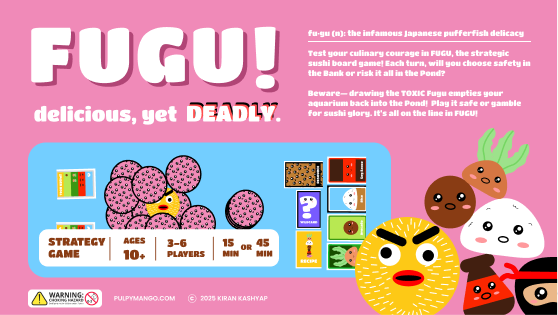 FUGU!
delicious, yet DEADLY.
fu·gu (n): the infamous Japanese pufferfish delicacy
Test your culinary courage in FUGU, the strategic
sushi board game! Each turn, will you choose safety in
the Bank or risk it all in the Pond?
Beware— drawing the TOXIC Fugu empties your
aquarium back into the Pond! Play it safe or gamble
for sushi glory. It's all on the line in FUGU!
STRATEGY
GAME
AGES
10+
3–6
PLAYERS
15
MIN
OR
45
MIN
WARNING:
CHOKING HAZARD
PULPYMANGO.COM
© 2025 KIRAN KASHYAP